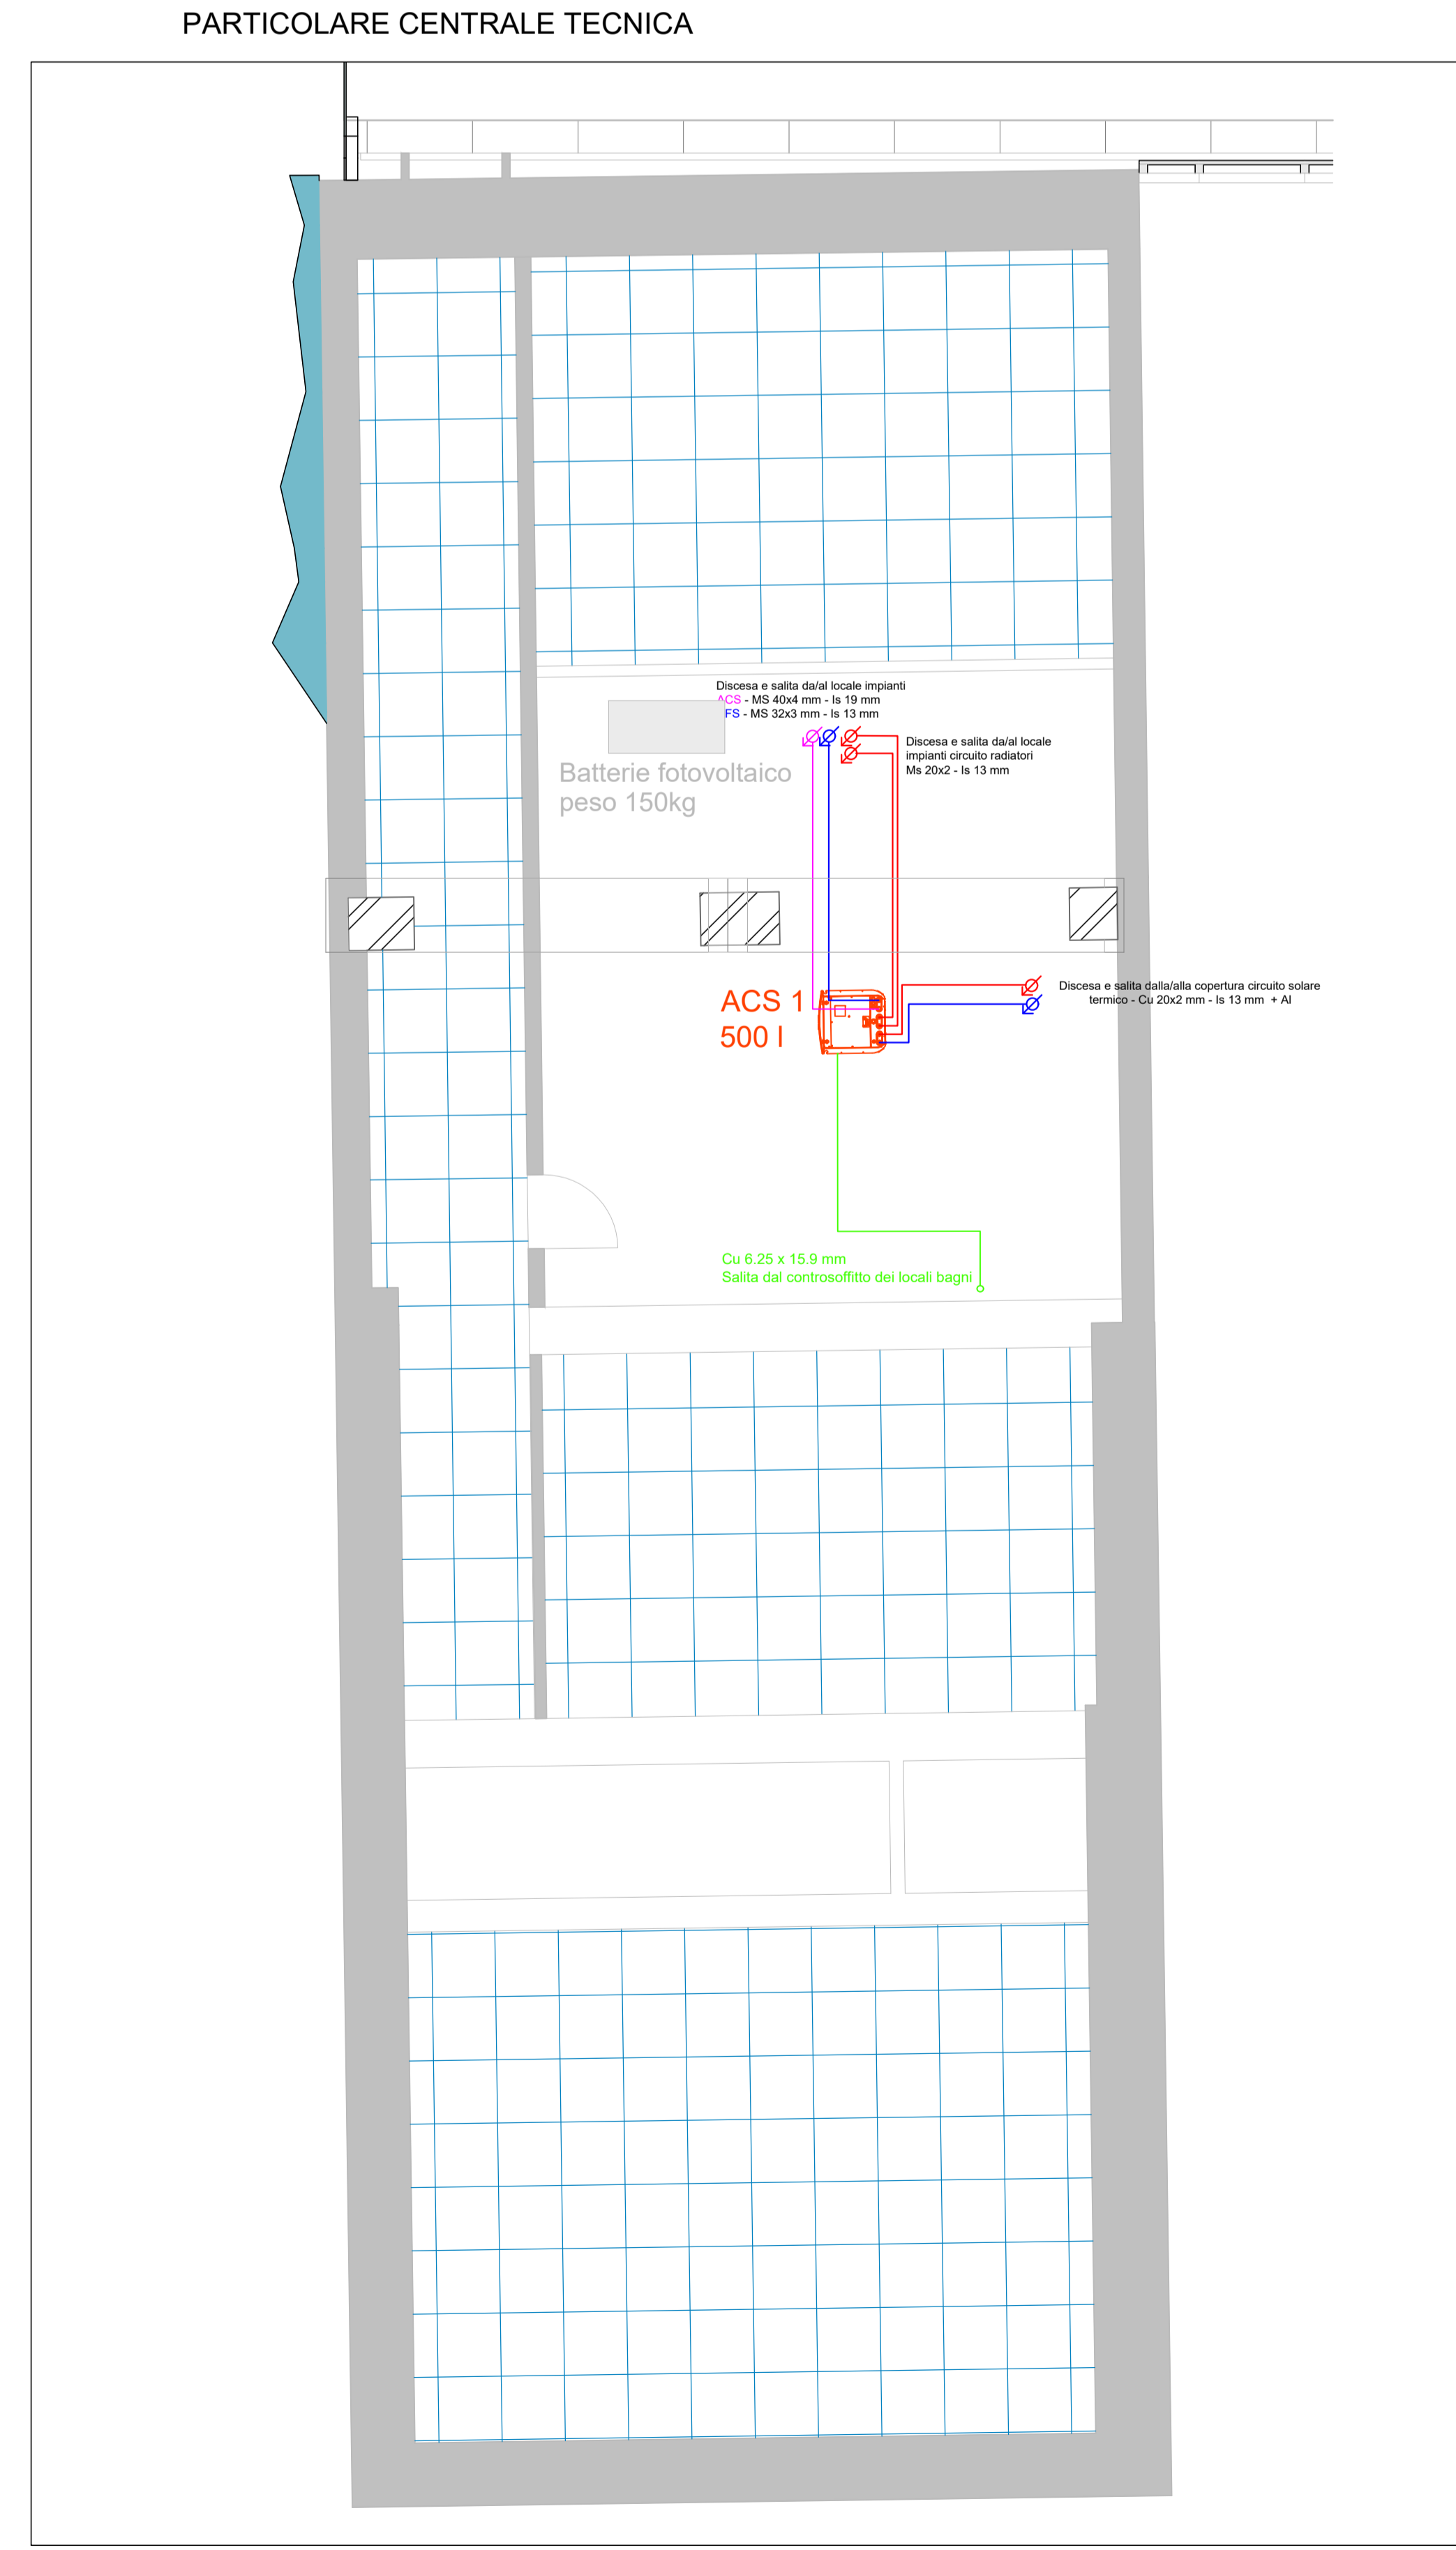 PARTICOLARE CENTRALE TECNICA
Discesa e salita da/al locale impianti
ACS - MS 40x4 mm - Is 19 mm
FS - MS 32x3 mm - Is 13 mm
Discesa e salita da/al locale
impianti circuito radiatori
Ms 20x2 - Is 13 mm
Batterie fotovoltaico
peso 150kg
ACS 1
500 l
Discesa e salita dalla/alla copertura circuito solare
termico - Cu 20x2 mm - Is 13 mm + Al
Cu 6.25 x 15.9 mm
Salita dal controsoffitto dei locali bagni